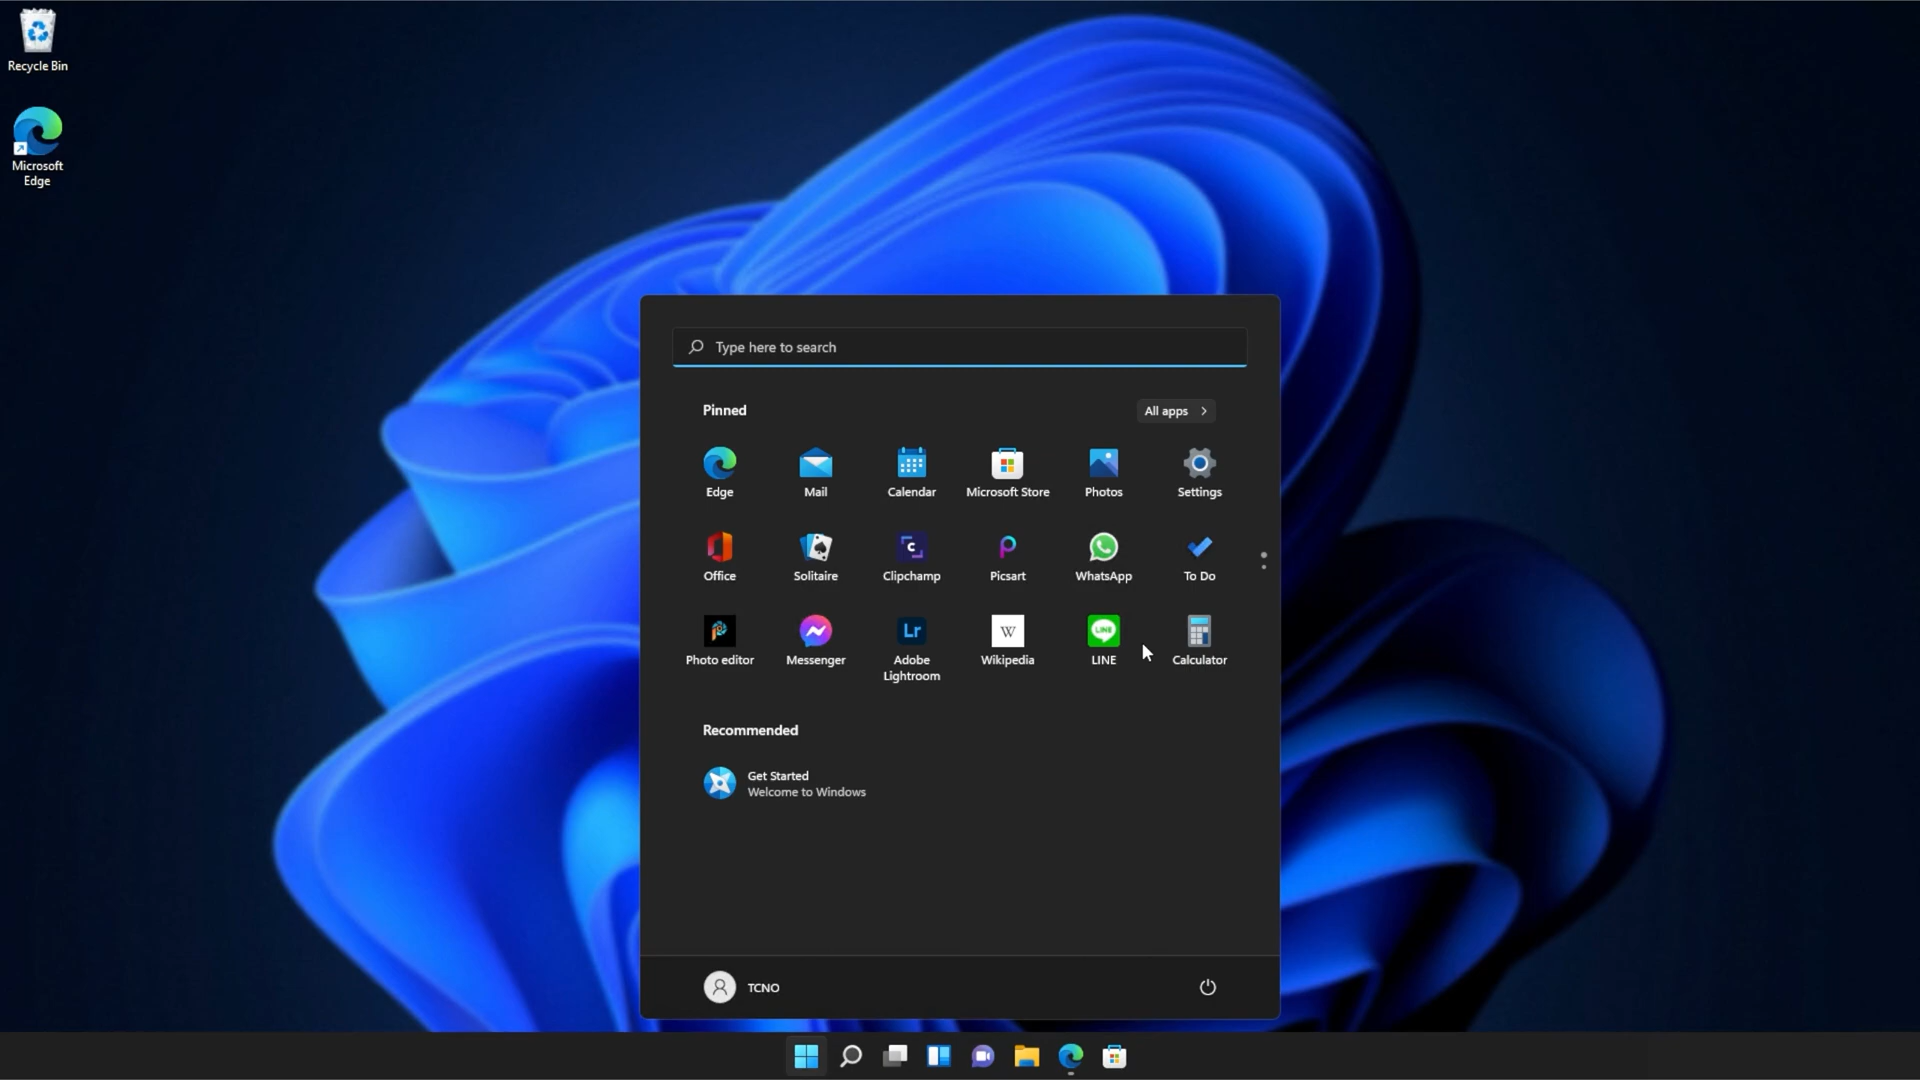 Recycle Bin
Microsoft
Edge
Type here to search
Pinned
All apps
Edge
Mail
Calendar
Microsoft Store
Photos
Settings
Office
Solitaire
Clipchamp
Picsart
WhatsApp
To Do
Photo editor
Messenger
Lr
Adobe
Lightroom
W
Wikipedia
LINE
LINE
Calculator
Recommended
Get Started
Welcome to Windows
TCNO